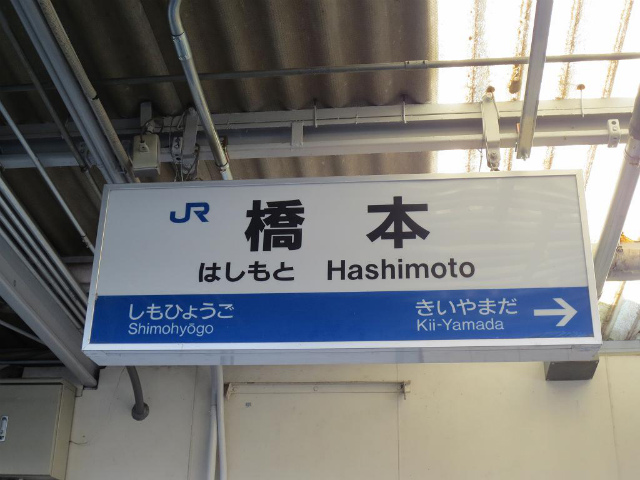 JR 橋本
はしもと Hashimoto
しもひょうご きいやまだ →
Shimohyōgo Kii-Yamada